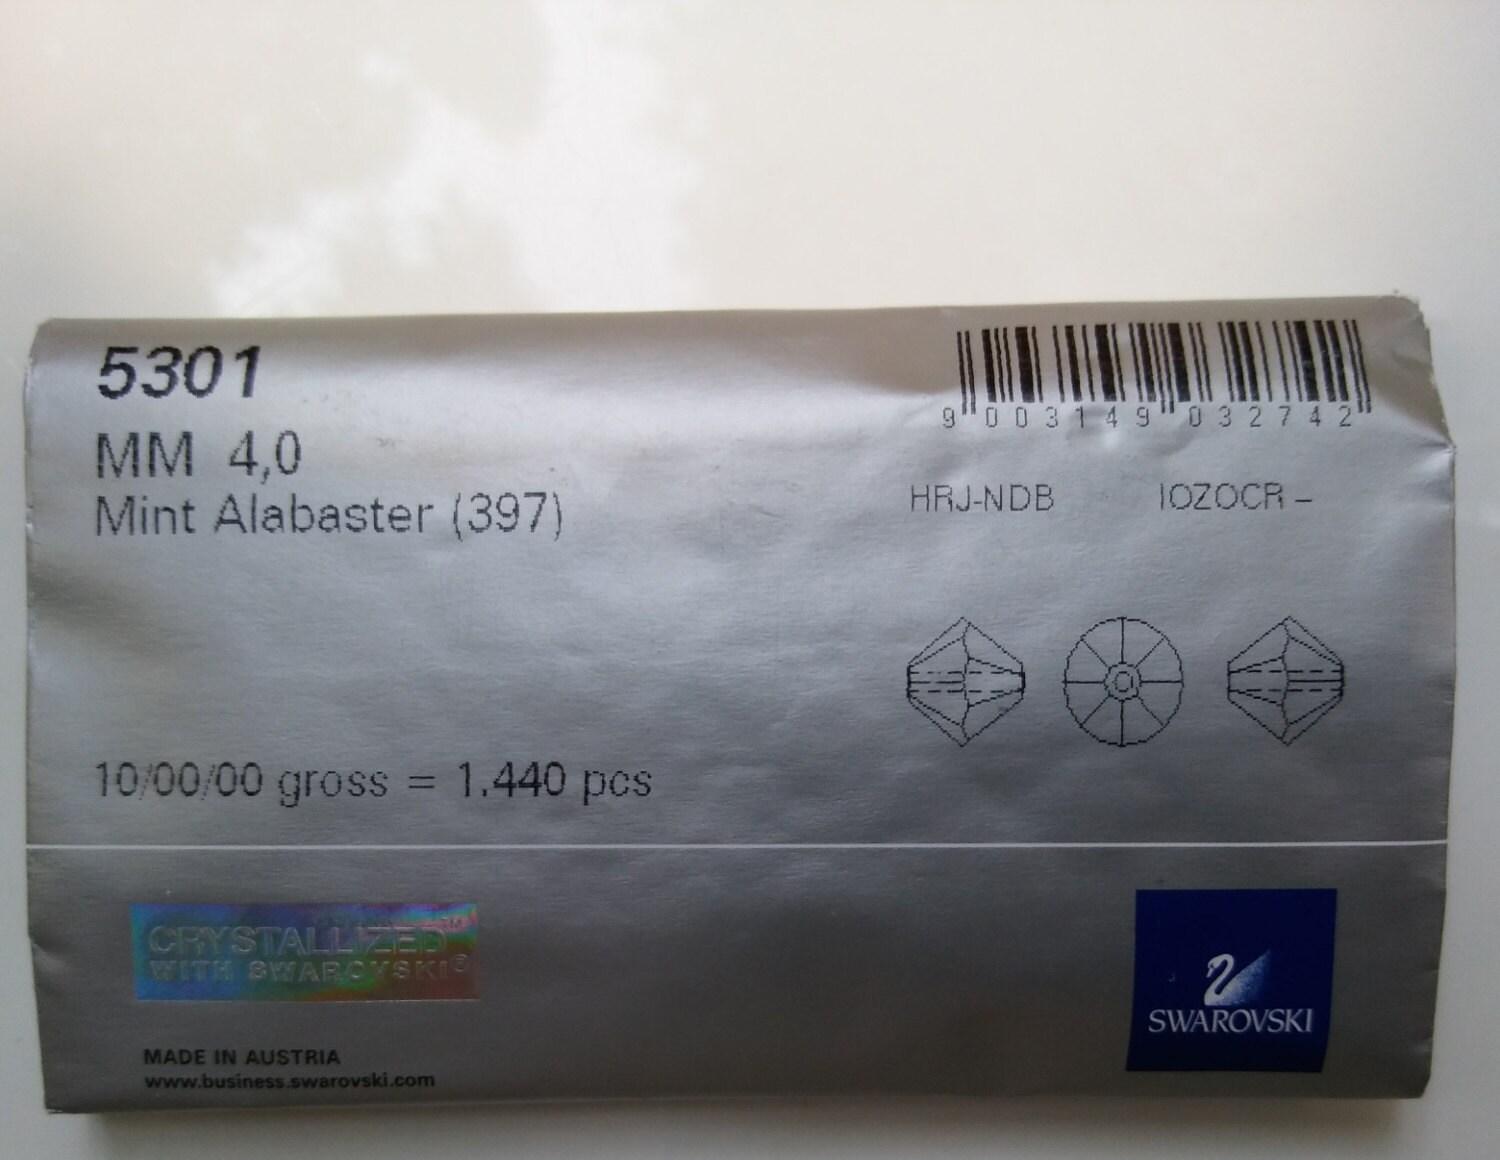 5301
MM 4,0
Mint Alabaster (397)
9 003149 032742
HRJ-NDB IOZOCR –
10/00/00 gross = 1.440 pcs
CRYSTALLIZED™
WITH SWAROVSKI®
MADE IN AUSTRIA
www.business.swarovski.com
SWAROVSKI